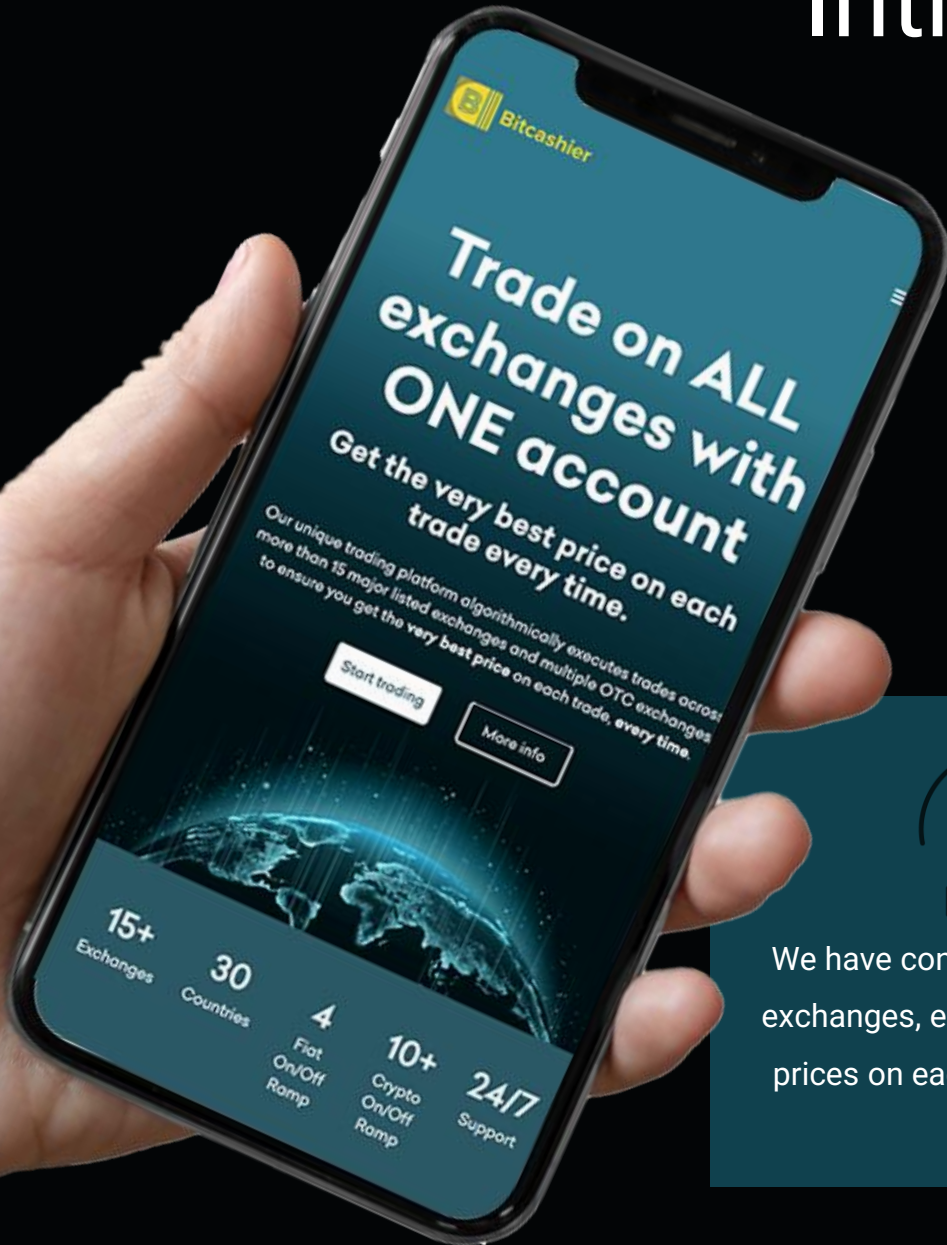 B
Bitcashier
Trade on ALL
exchanges with
ONE account
Get the very best price on each
trade every time.
Our unique trading platform algorithmically executes trades across
more than 15 major listed exchanges and multiple OTC exchanges
to ensure you get the very best price on each trade, every time.
Start trading
More info
15+
Exchanges
30
Countries
4
Fiat
On/Off
Ramp
10+
Crypto
On/Off
Ramp
24/7
Support
We have
exchanges,
prices on